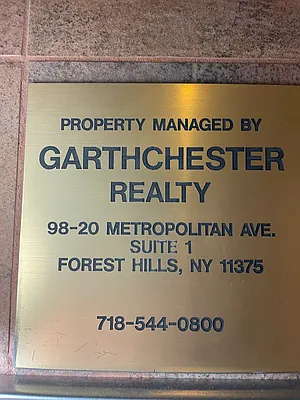 PROPERTY MANAGED BY
GARTHCHESTER
REALTY
98-20 METROPOLITAN AVE.
SUITE 1
FOREST HILLS, NY 11375
718-544-0800